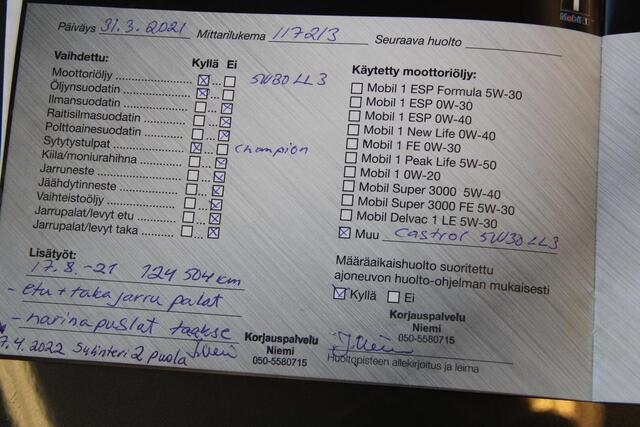 Mobil 1
Päiväys 31.3.2021 Mittarilukema 117213 Seuraava huolto
Vaihdettu: Kyllä Ei
Moottoriöljy ☒ ☐ 5W30 LL3
Öljynsuodatin ☒ ☐
Ilmansuodatin ☐ ☒
Raitisilmasuodatin ☐ ☒
Polttoainesuodatin ☐ ☒
Sytytystulpat ☒ ☐ Champion
Kiila/moniurahihna ☐ ☒
Jarruneste ☐ ☒
Jäähdytinneste ☐ ☒
Vaihteistoöljy ☐ ☒
Jarrupalat/levyt etu ☐ ☒
Jarrupalat/levyt taka ☐ ☒
Lisätyöt:
17.8.-21 124 504 km
- etu + taka jarru palat
- narina puslat taakse
7.4.2022 Sylinteri 2 puola
Korjauspalvelu
Niemi
050-5580715
Käytetty moottoriöljy:
☐ Mobil 1 ESP Formula 5W-30
☐ Mobil 1 ESP 0W-30
☐ Mobil 1 ESP 0W-40
☐ Mobil 1 New Life 0W-40
☐ Mobil 1 FE 0W-30
☐ Mobil 1 Peak Life 5W-50
☐ Mobil 1 0W-20
☐ Mobil Super 3000 5W-40
☐ Mobil Super 3000 FE 5W-30
☐ Mobil Delvac 1 LE 5W-30
☒ Muu Castrol 5W30 LL3
Määräaikaishuolto suoritettu
ajoneuvon huolto-ohjelman mukaisesti
☒ Kyllä ☐ Ei
Korjauspalvelu
Niemi
050-5580715
Huoltopisteen allekirjoitus ja leima